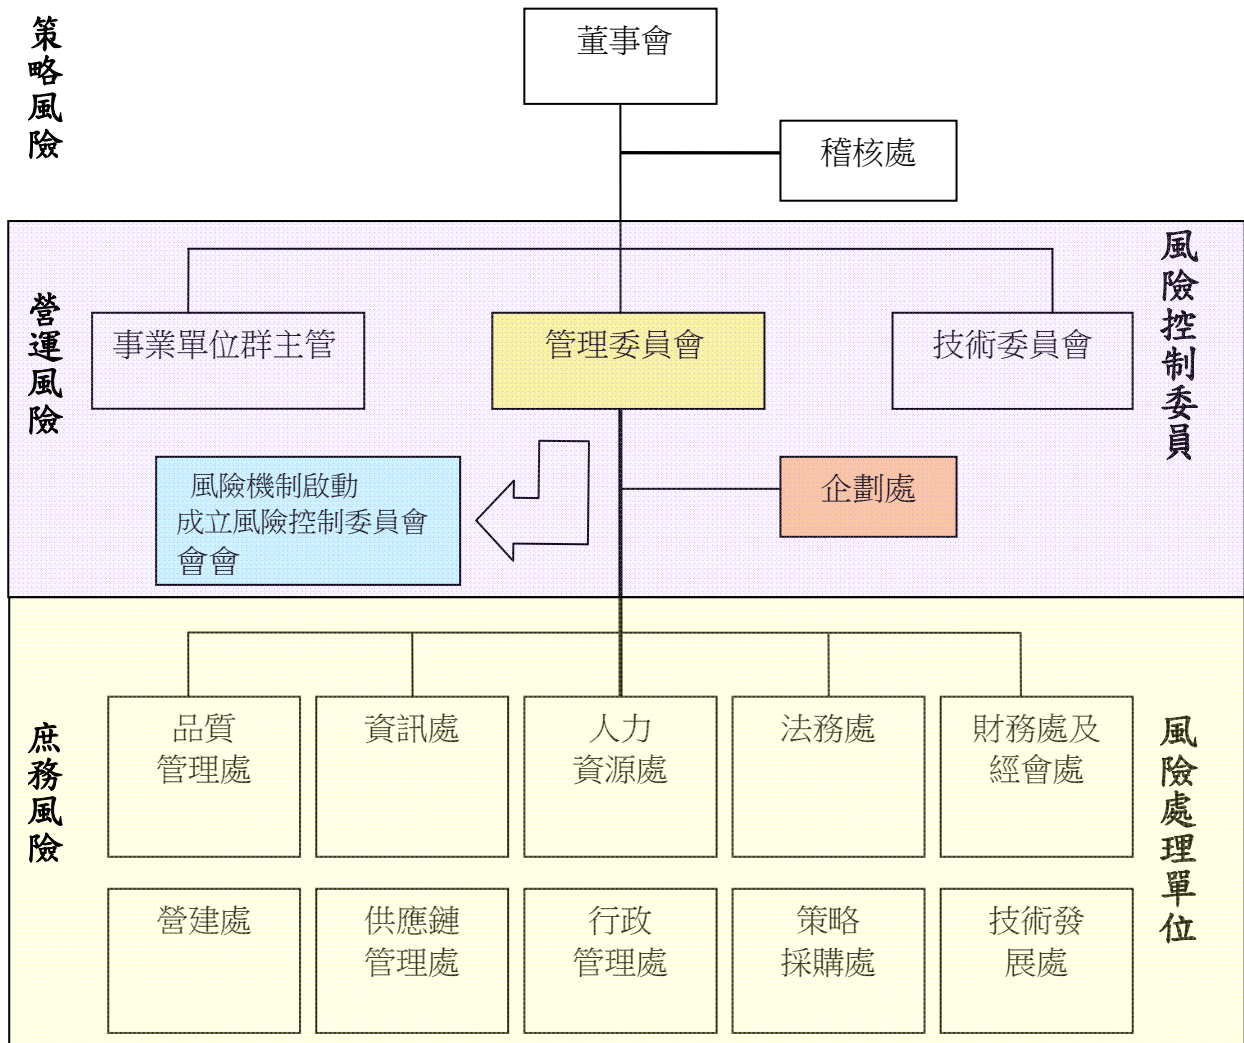 策略風險
董事會
稽核處
風險控制委員
營運風險
事業單位群主管
管理委員會
技術委員會
風險機制啟動
成立風險控制委員會
會會
企劃處
庶務風險
風險處理單位
品質
管理處
資訊處
人力
資源處
法務處
財務處及
經會處
營建處
供應鏈
管理處
行政
管理處
策略
採購處
技術發
展處